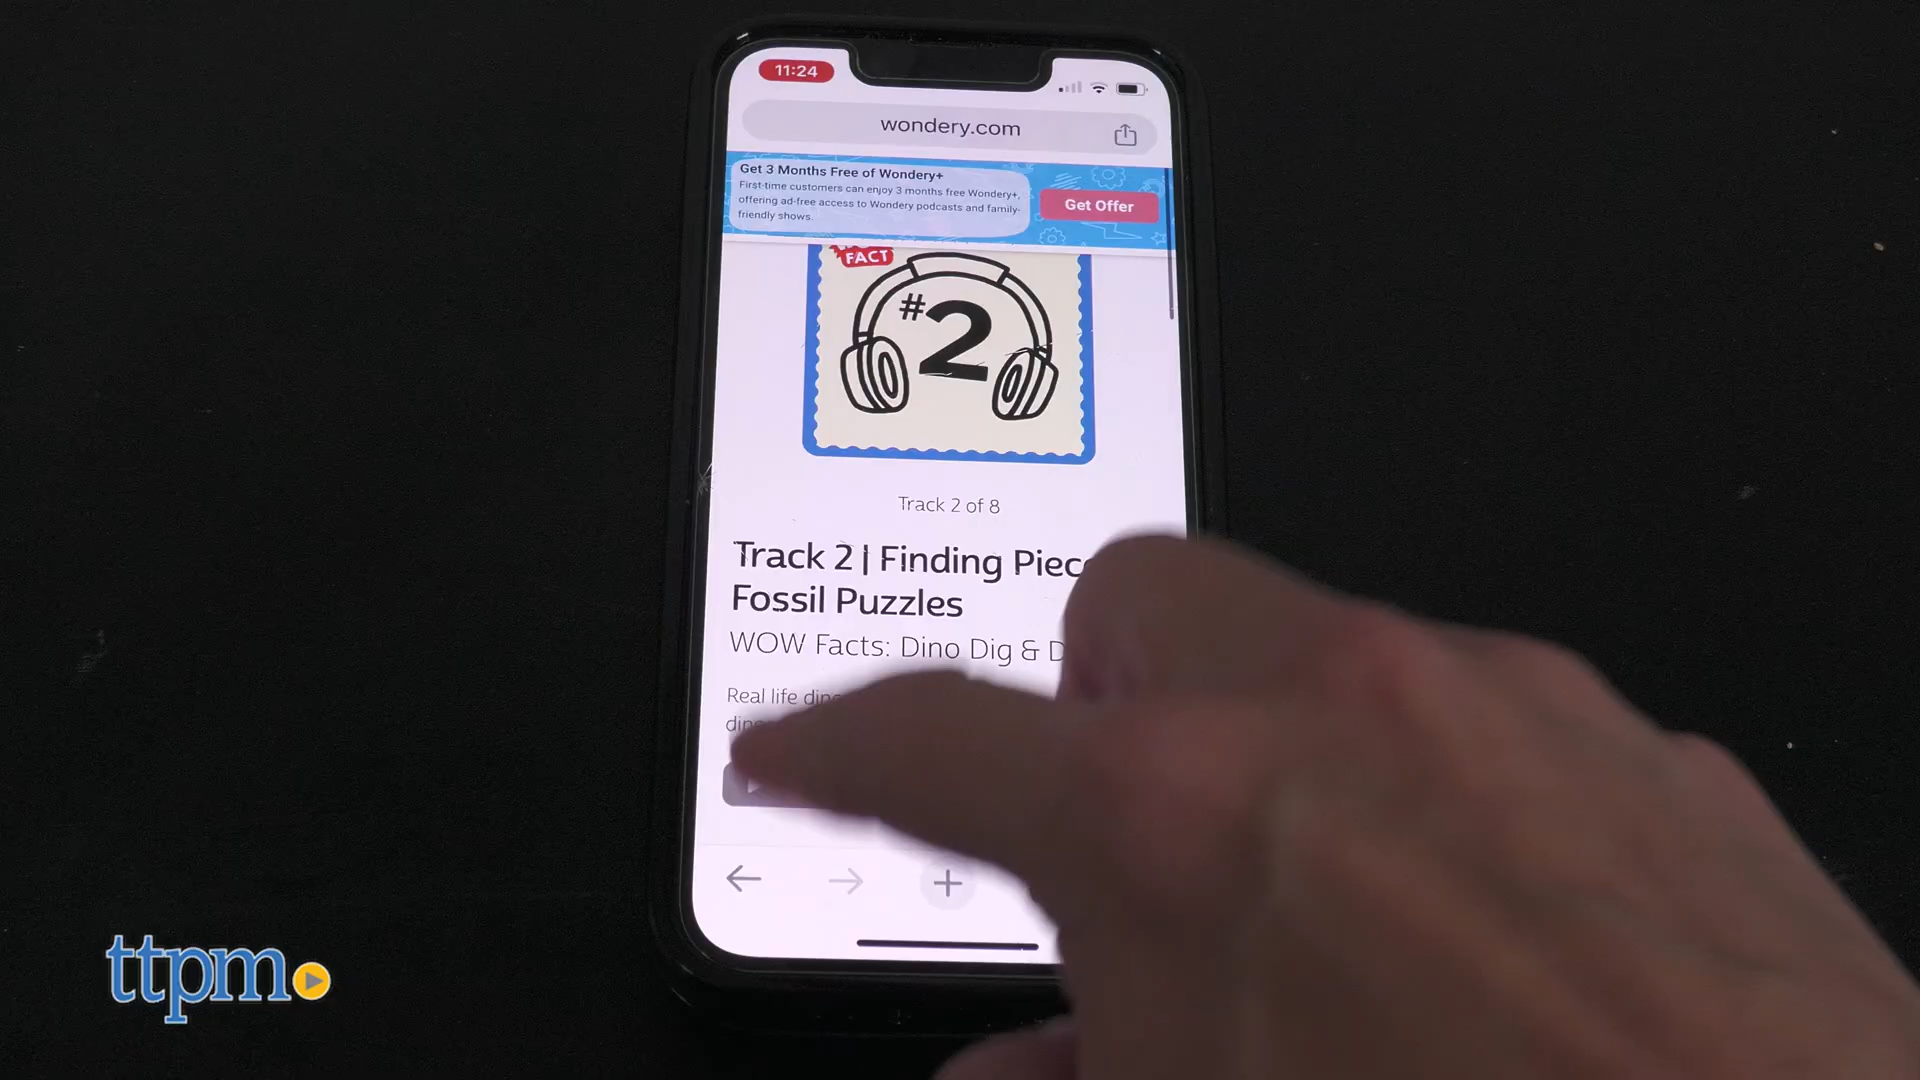 11:24
wondery.com
Get 3 Months Free of Wondery+
First-time customers can enjoy 3 months free Wondery+,
offering ad-free access to Wondery podcasts and family-
friendly shows.
Get Offer
FACT
#2
Track 2 of 8
Track 2 | Finding
Fossil Puzzles
WOW Facts: Dino Dig &
Real life
ttpm